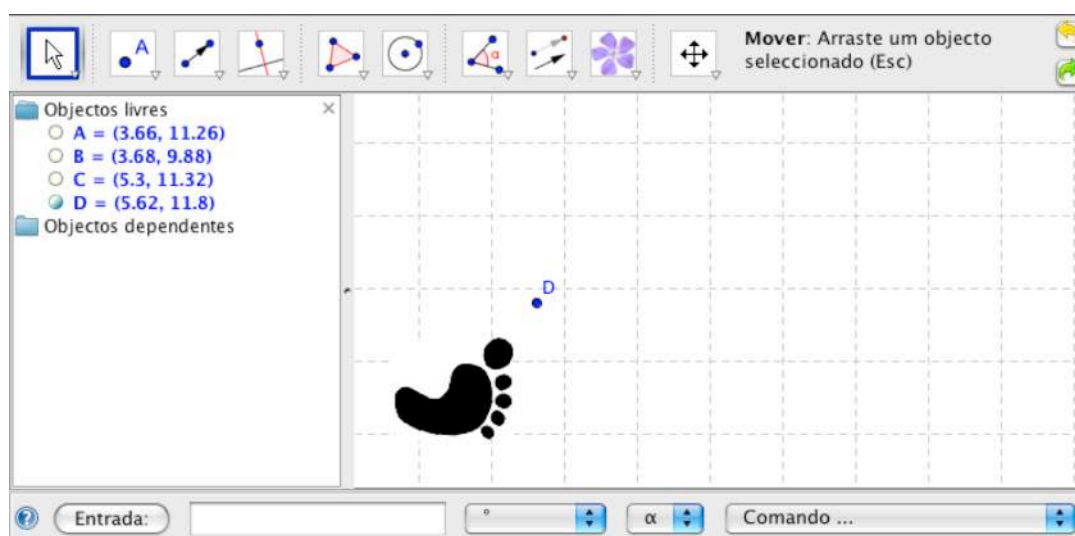 A
α
Mover: Arraste um objecto
seleccionado (Esc)
Objectos livres
A = (3.66, 11.26)
B = (3.68, 9.88)
C = (5.3, 11.32)
D = (5.62, 11.8)
Objectos dependentes
D
Entrada:
°
α
Comando ...